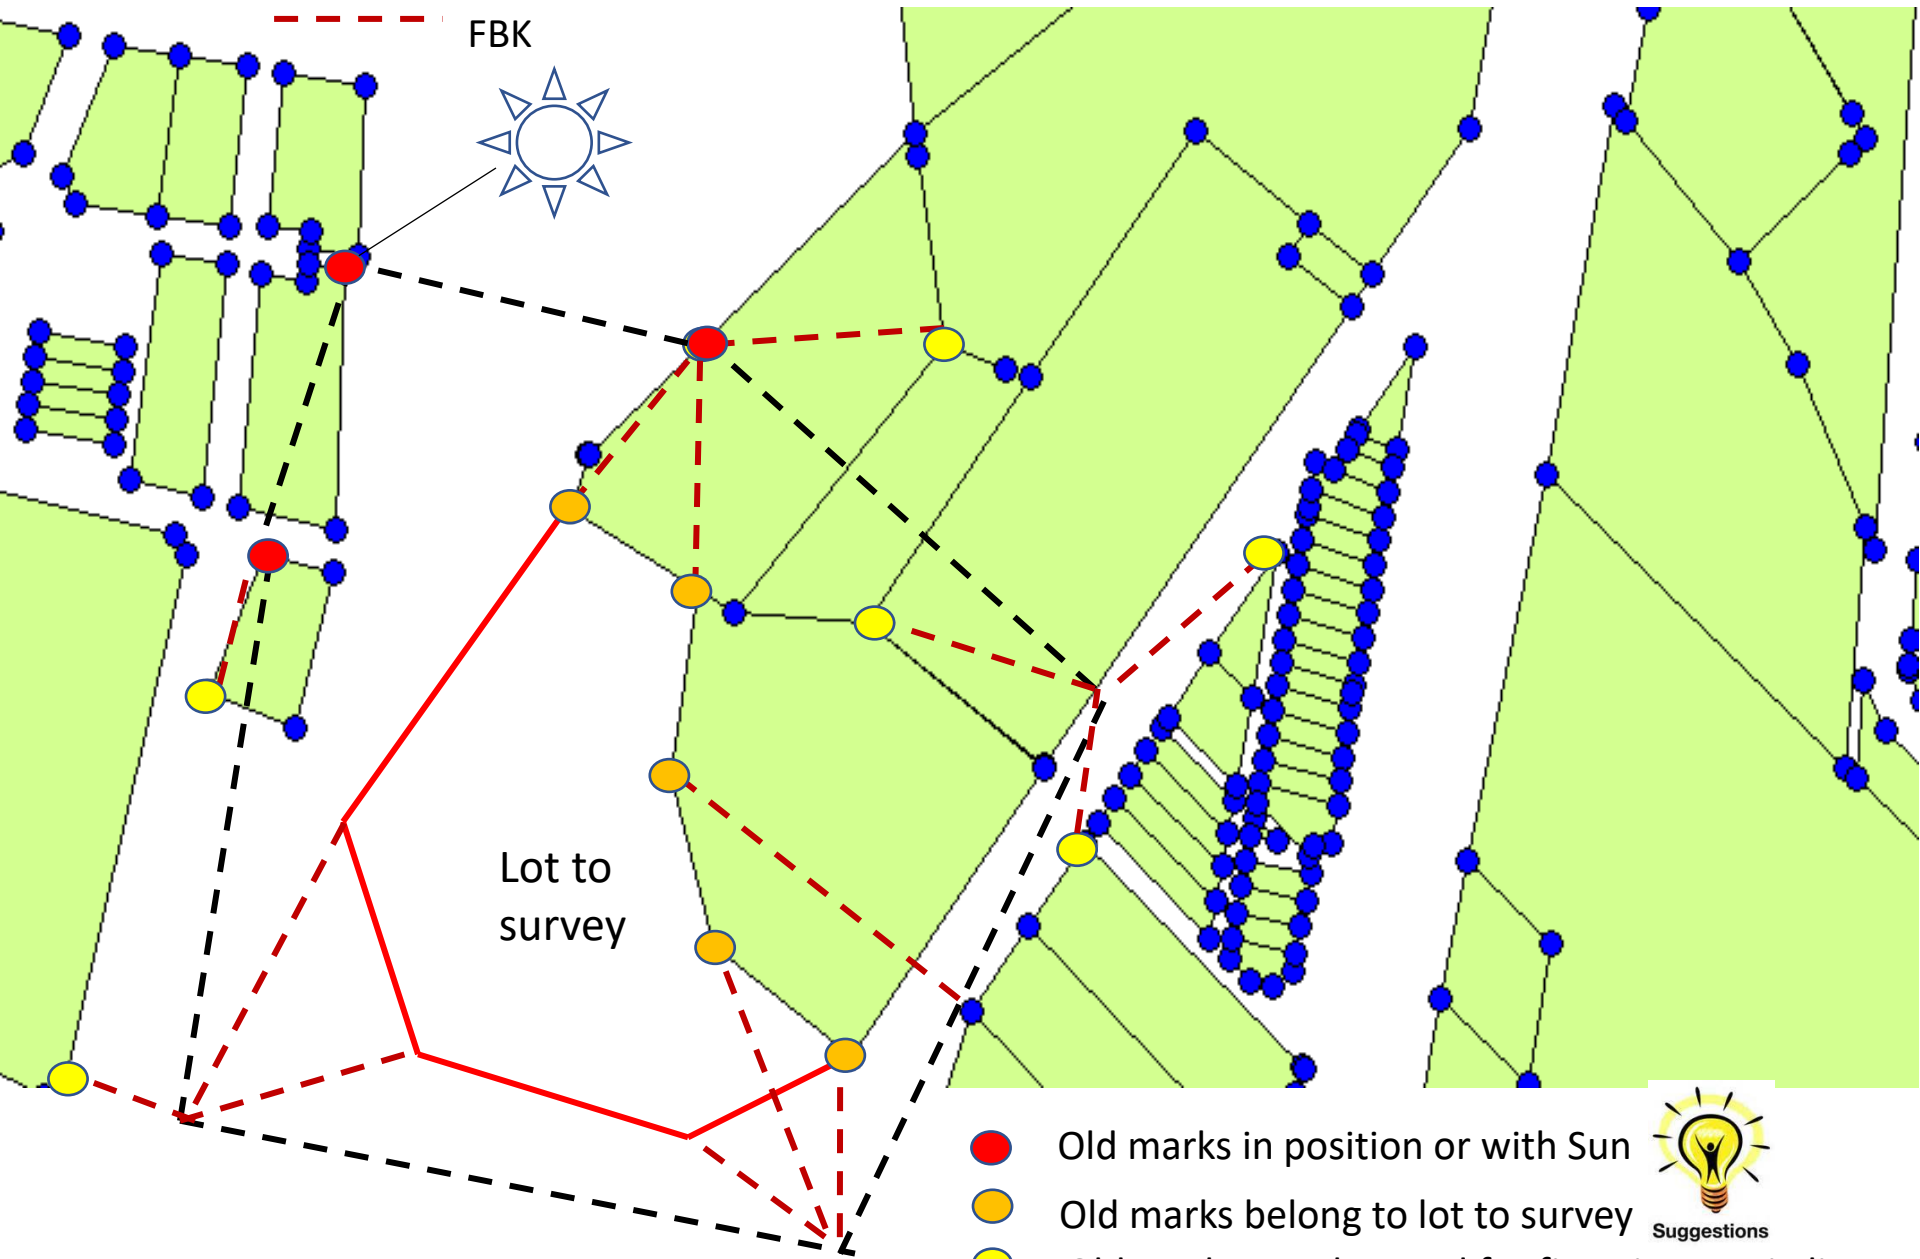 FBK
Lot to
survey
Old marks in position or with Sun
Old marks belong to lot to survey
Suggestions